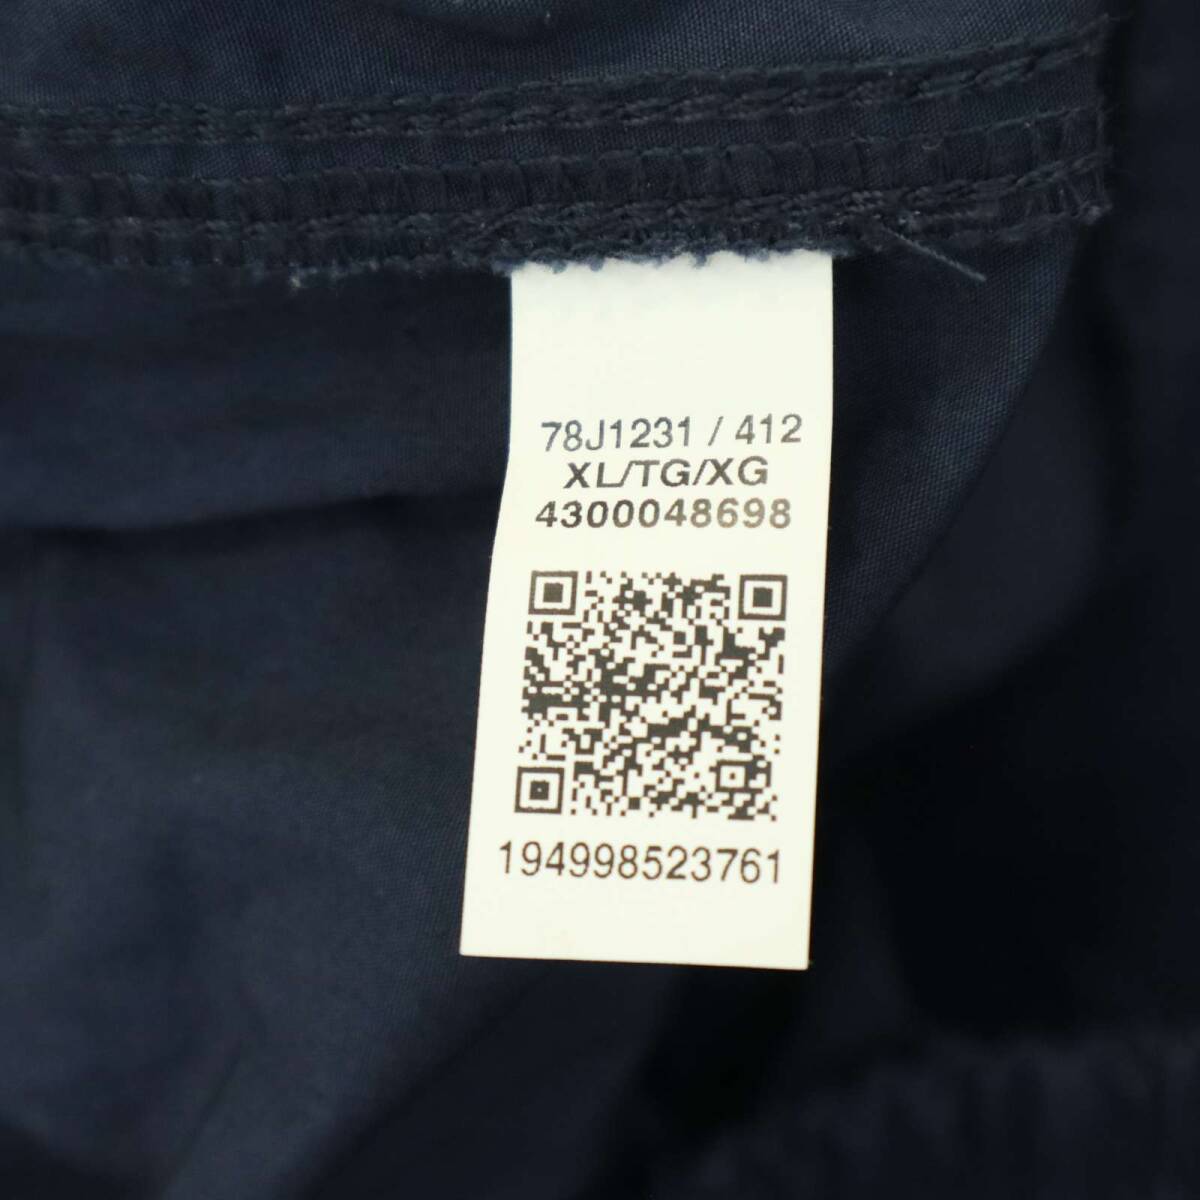 78J1231 / 412
XL/TG/XG
4300048698
194998523761